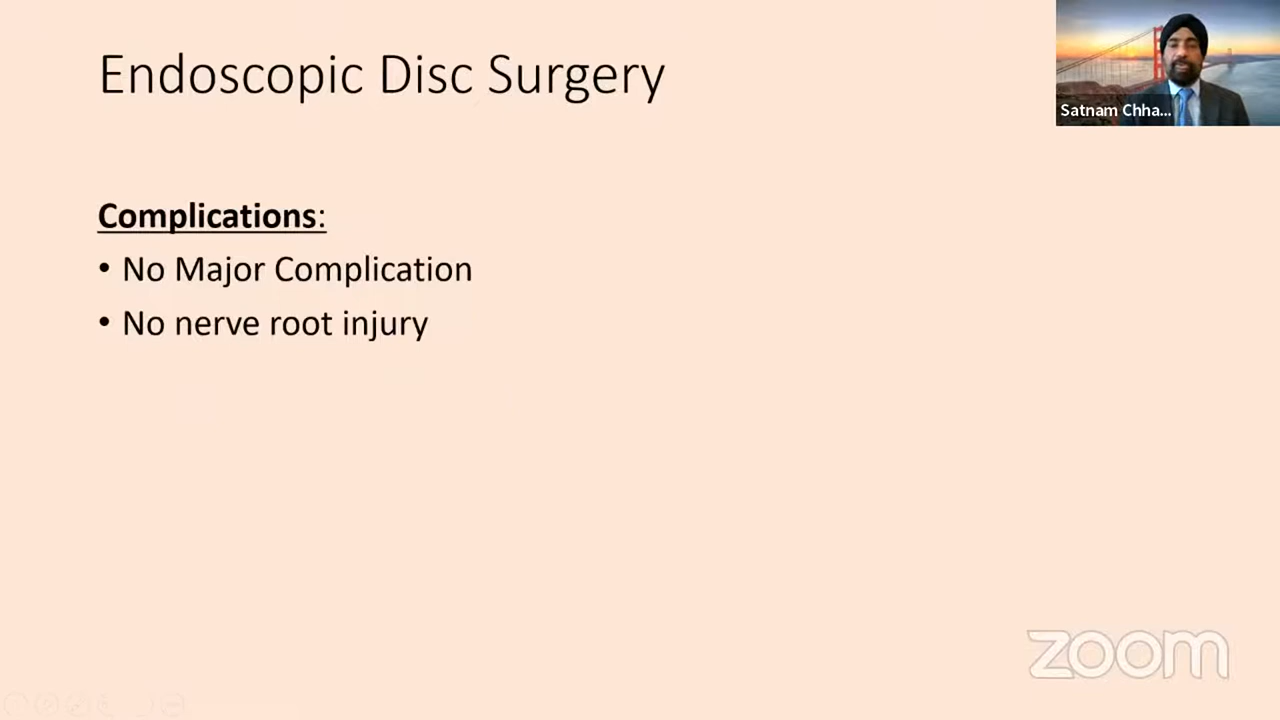 Endoscopic Disc Surgery
Satnam Chha...
Complications:
• No Major Complication
• No nerve root injury
zoom